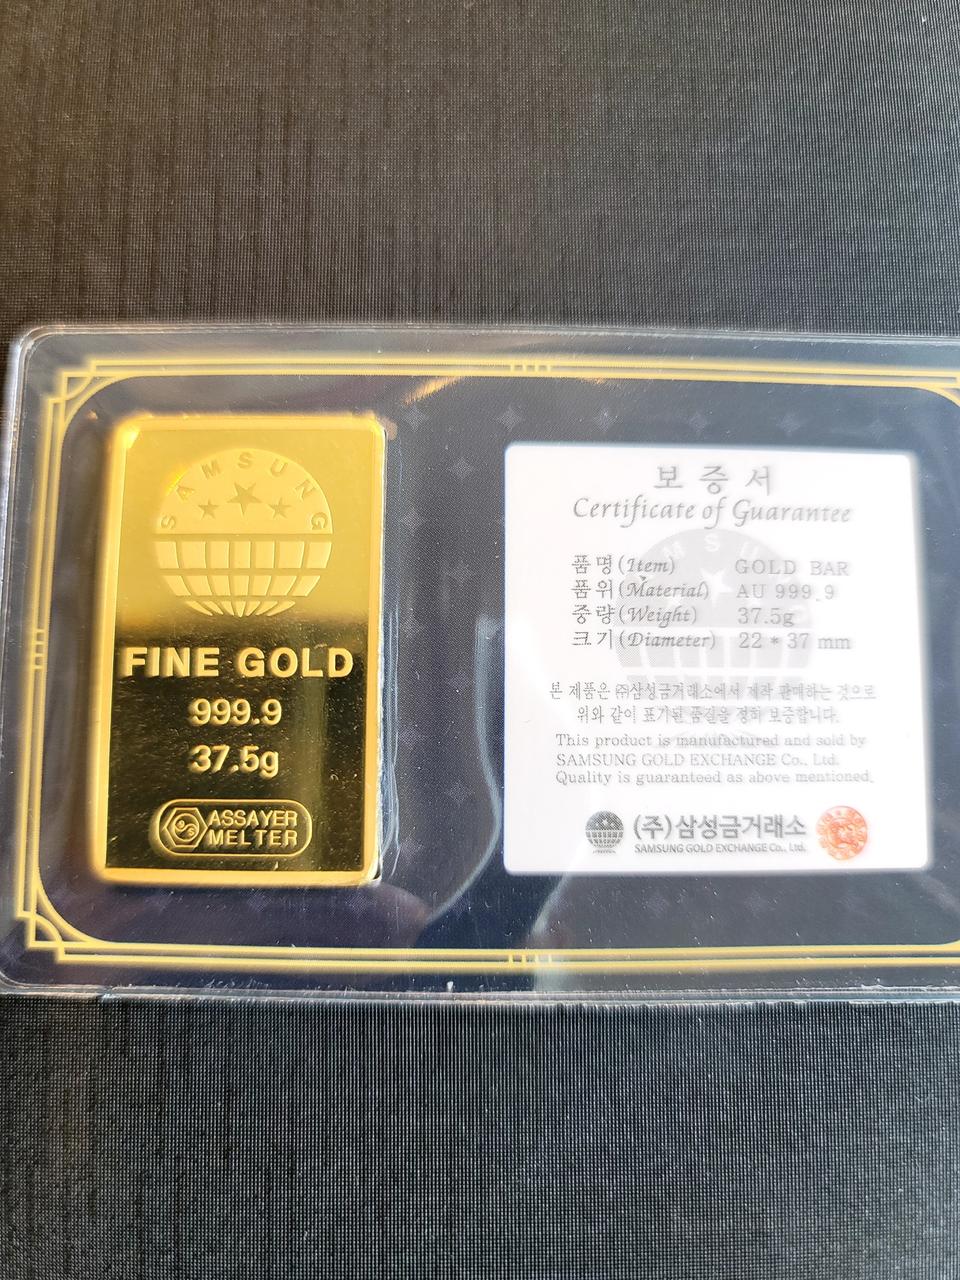 SAMSUNG
FINE GOLD
999.9
37.5g
ASSAYER
MELTER
보증서
Certificate of Guarantee
품명(Item) GOLD BAR
품위(Material) AU 999.9
중량(Weight) 37.5g
크기(Diameter) 22 * 37 mm
본 제품은 ㈜삼성금거래소에서 제작 판매하는 것으로
위와 같이 표기된 품질을 정히 보증합니다.
This product is manufactured and sold by
SAMSUNG GOLD EXCHANGE Co., Ltd.
Quality is guaranteed as above mentioned.
(주)삼성금거래소
SAMSUNG GOLD EXCHANGE Co., Ltd.